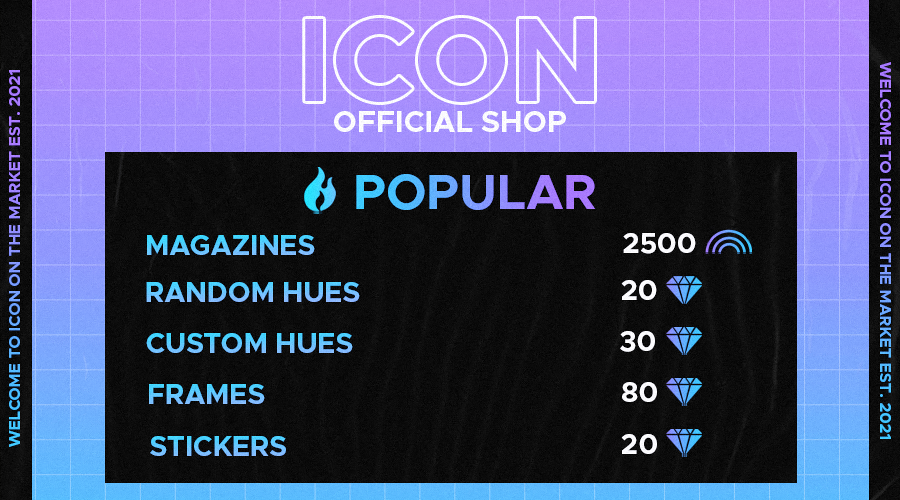 ICON
OFFICIAL SHOP
POPULAR
MAGAZINES 2500
RANDOM HUES 20
CUSTOM HUES 30
FRAMES 80
STICKERS 20
WELCOME TO ICON ON THE MARKET EST. 2021
WELCOME TO ICON ON THE MARKET EST. 2021